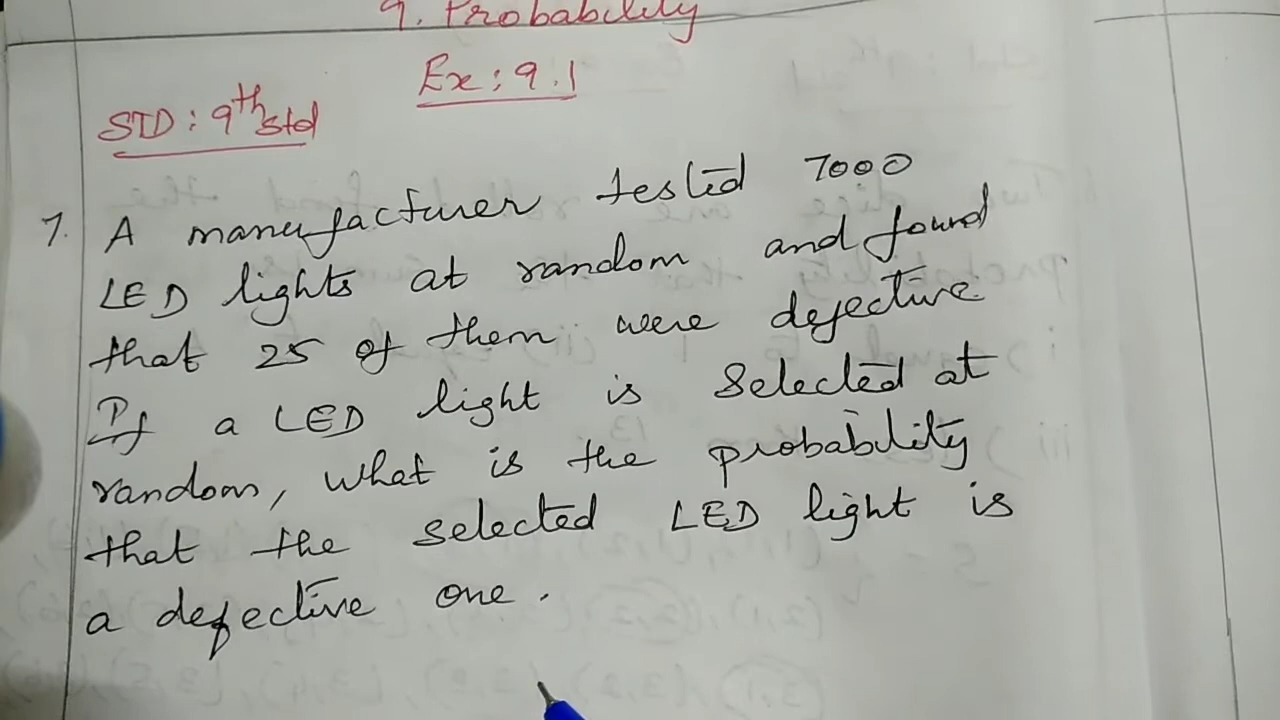 9. Probability
Ex: 9.1
STD: 9th std
7. A manufacturer tested 7000
LED lights at random and found
that 25 of them were defective
If a LED light is selected at
random, what is the probability
that the selected LED light is
a defective one.